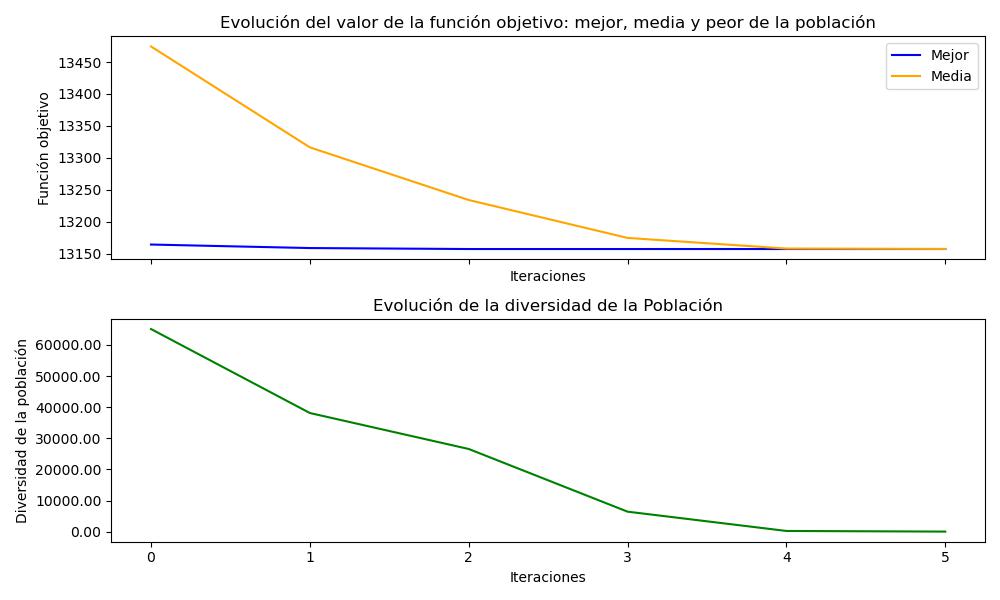 Evolución del valor de la función objetivo: mejor, media y peor de la población
Función objetivo
13450
13400
13350
13300
13250
13200
13150
Mejor
Media
Iteraciones
Evolución de la diversidad de la Población
Diversidad de la población
60000.00
50000.00
40000.00
30000.00
20000.00
10000.00
0.00
0 1 2 3 4 5
Iteraciones